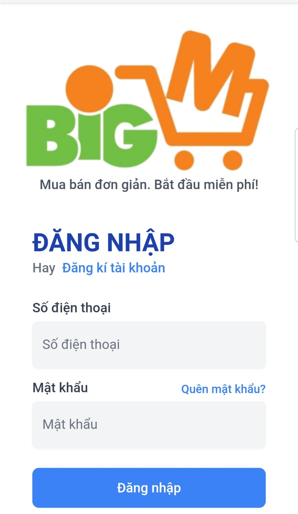 BiG M
Mua bán đơn giản. Bắt đầu miễn phí!
ĐĂNG NHẬP
Hay Đăng kí tài khoản
Số điện thoại
Số điện thoại
Mật khẩu Quên mật khẩu?
Mật khẩu
Đăng nhập